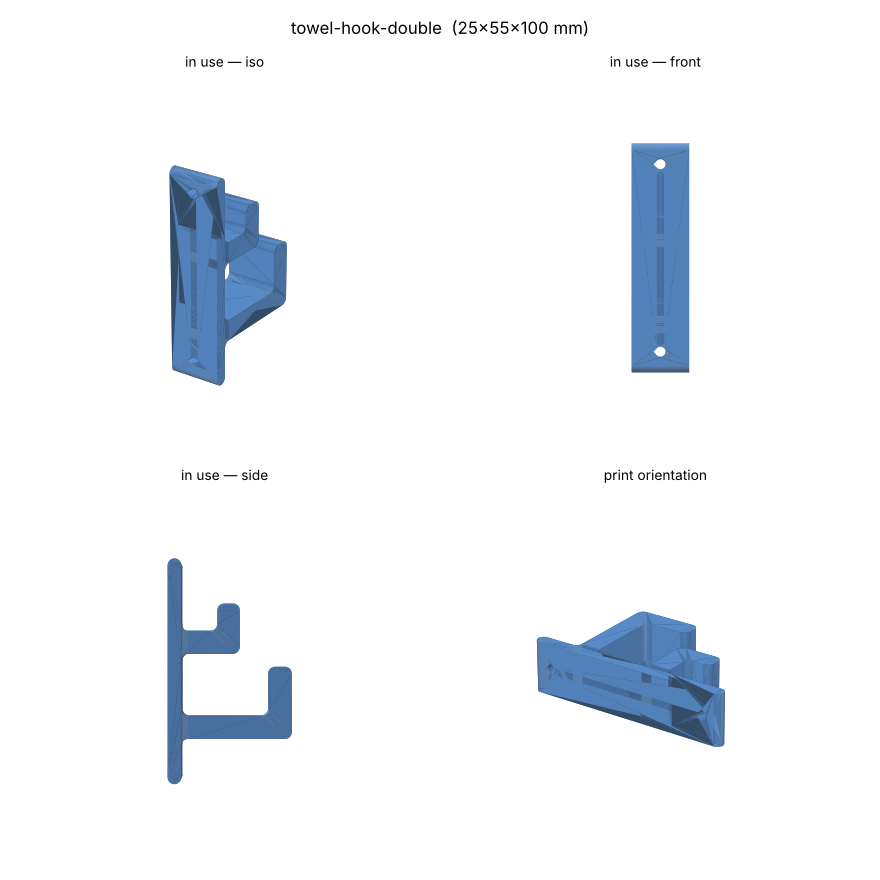 towel-hook-double (25×55×100 mm)
in use — iso
in use — front
in use — side
print orientation